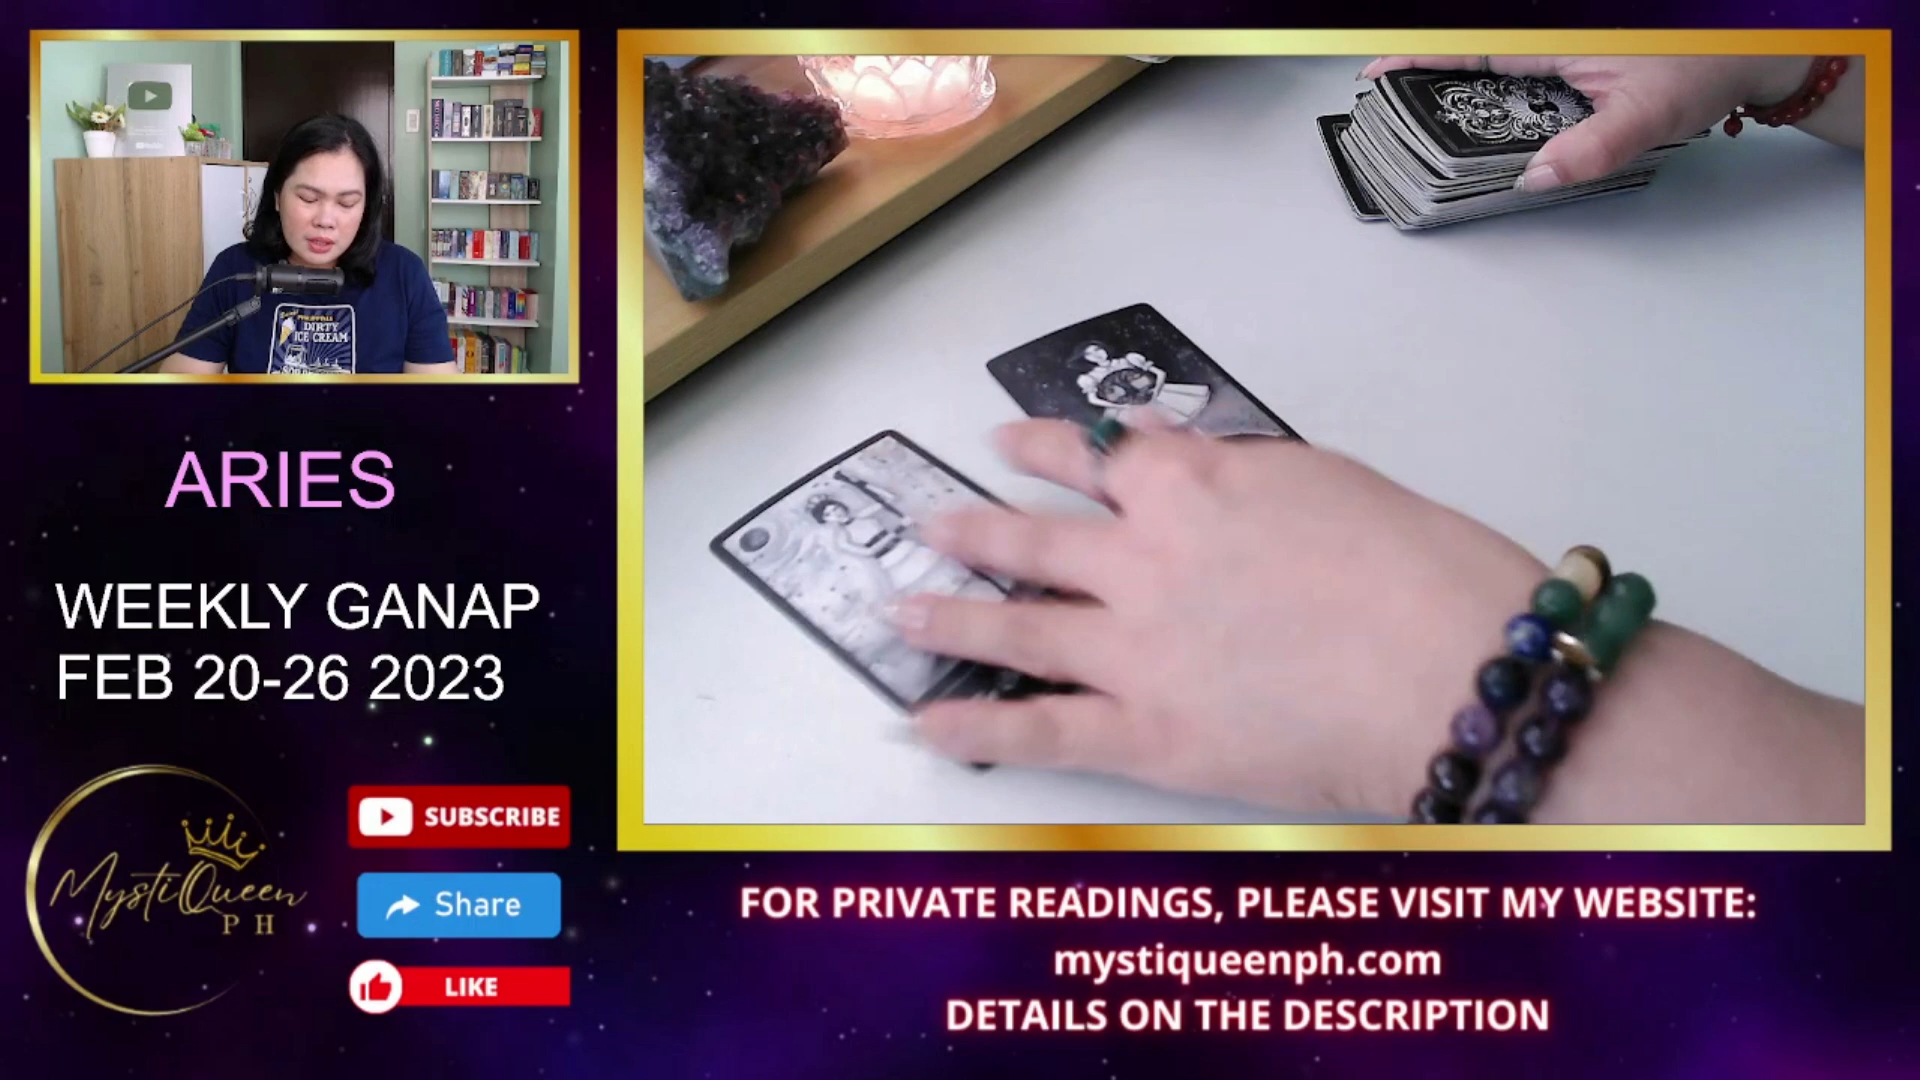 PHILIPPINES
DIRTY
ICE CREAM
ARIES
WEEKLY GANAP
FEB 20-26 2023
MystiQueen
PH
SUBSCRIBE
Share
LIKE
FOR PRIVATE READINGS, PLEASE VISIT MY WEBSITE:
mystiqueenph.com
DETAILS ON THE DESCRIPTION